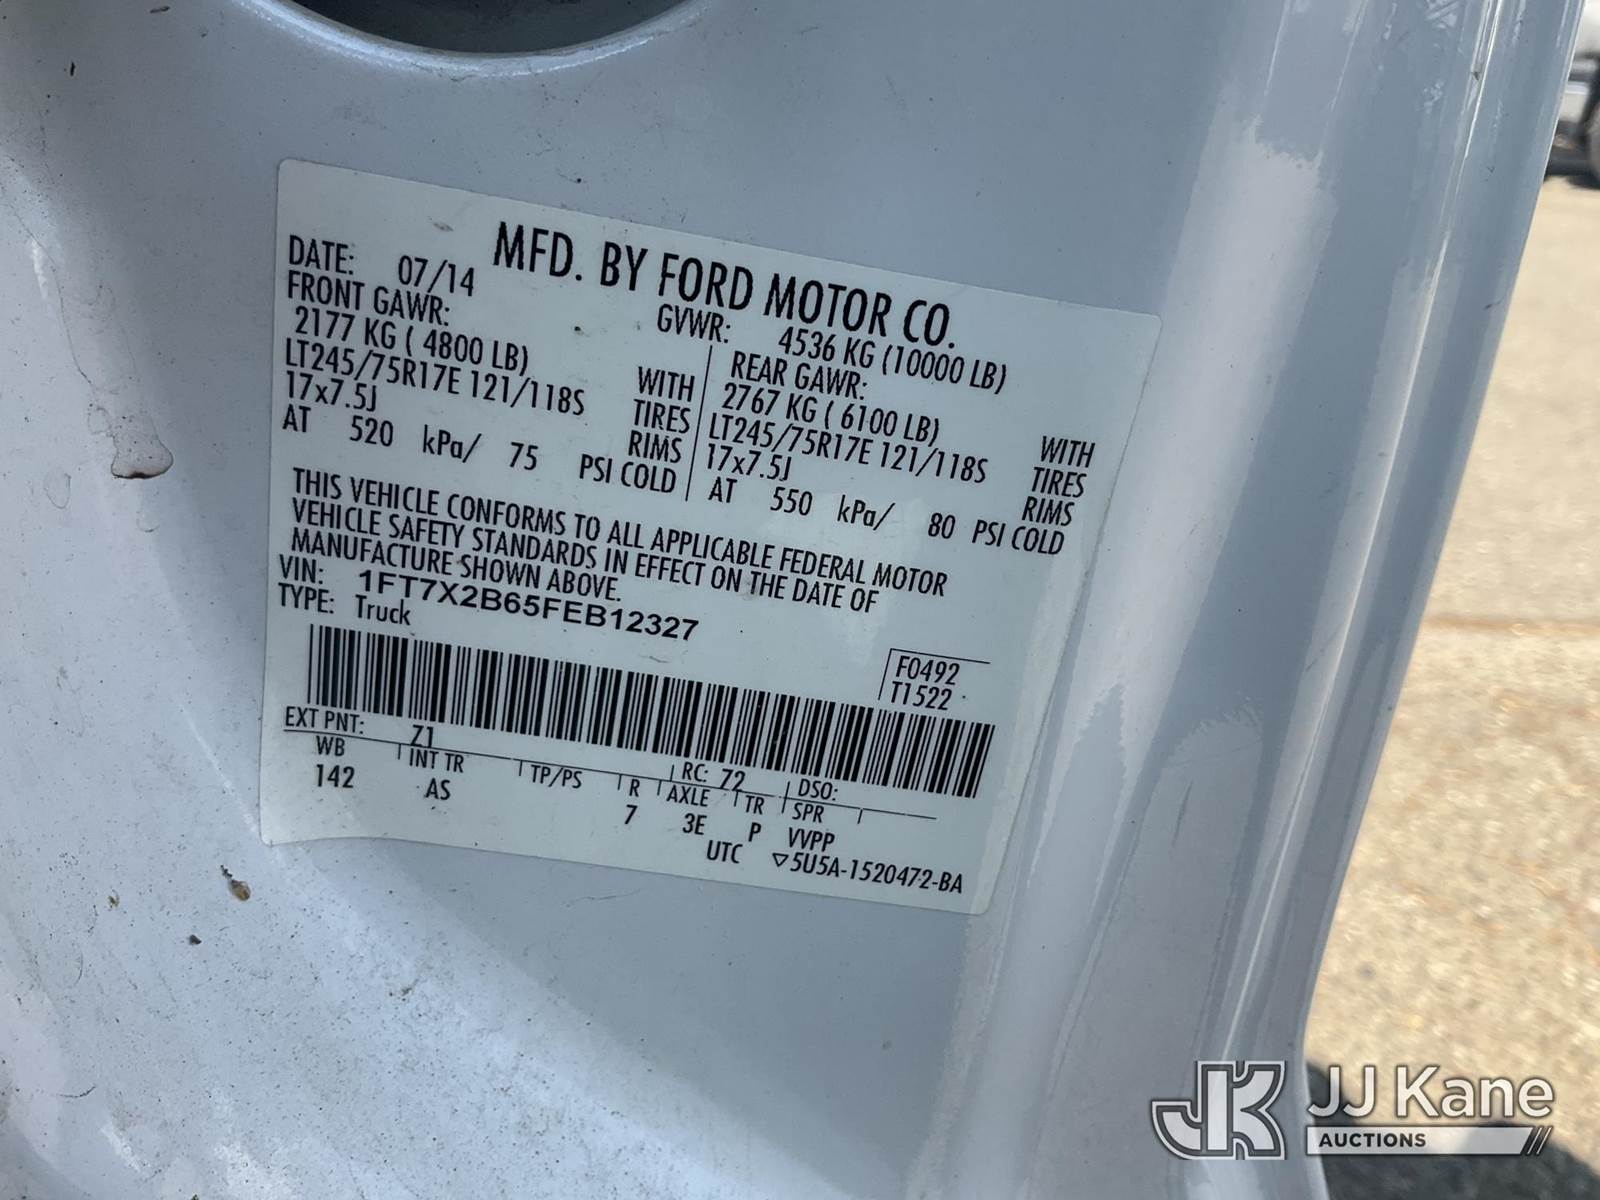 MFD. BY FORD MOTOR CO.
DATE: 07/14 GVWR: 4536 KG (10000 LB)
FRONT GAWR: REAR GAWR:
2177 KG ( 4800 LB) WITH 2767 KG ( 6100 LB) WITH
LT245/75R17E 121/118S TIRES LT245/75R17E 121/118S TIRES
17x7.5J RIMS 17x7.5J RIMS
AT 520 kPa/ 75 PSI COLD AT 550 kPa/ 80 PSI COLD
THIS VEHICLE CONFORMS TO ALL APPLICABLE FEDERAL MOTOR
VEHICLE SAFETY STANDARDS IN EFFECT ON THE DATE OF
MANUFACTURE SHOWN ABOVE.
VIN: 1FT7X2B65FEB12327
TYPE: Truck
F0492
T1522
EXT PNT: Z1 RC: 72 DSO:
WB INT TR TP/PS R AXLE TR SPR
142 AS 7 3E P VVPP
UTC ▽5U5A-1520472-BA
JK JJ Kane
AUCTIONS